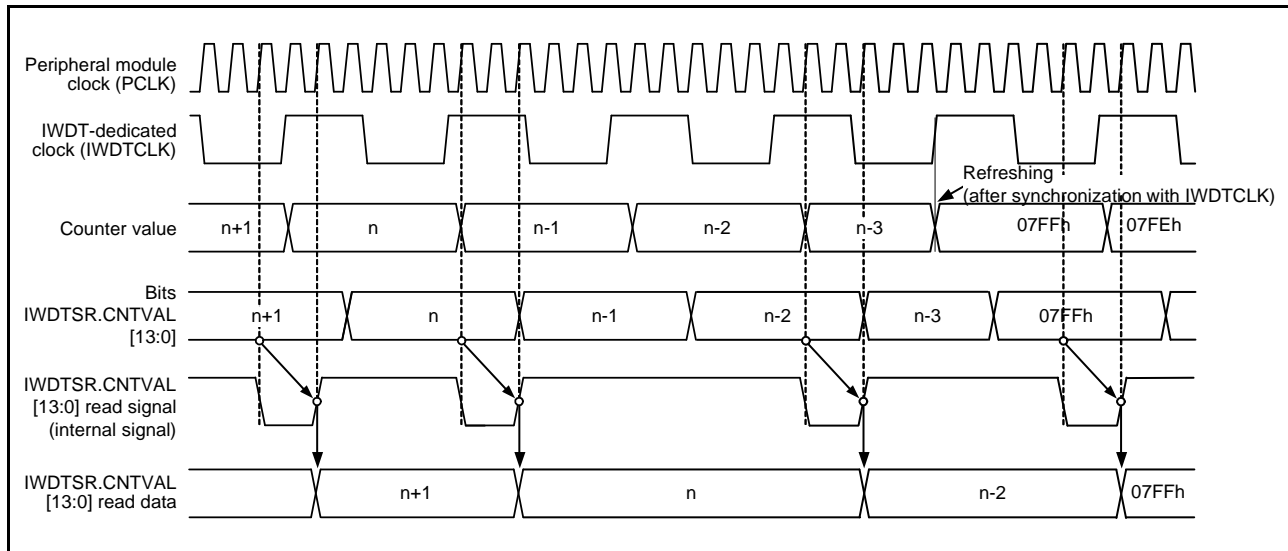 Peripheral module
clock (PCLK)
IWDT-dedicated
clock (IWDTCLK)
Refreshing
(after synchronization with IWDTCLK)
Counter value
n+1 n n-1 n-2 n-3 07FFh 07FEh
Bits
IWDTSR.CNTVAL
[13:0]
n+1 n n-1 n-2 n-3 07FFh
IWDTSR.CNTVAL
[13:0] read signal
(internal signal)
IWDTSR.CNTVAL
[13:0] read data
n+1 n n-2 07FFh